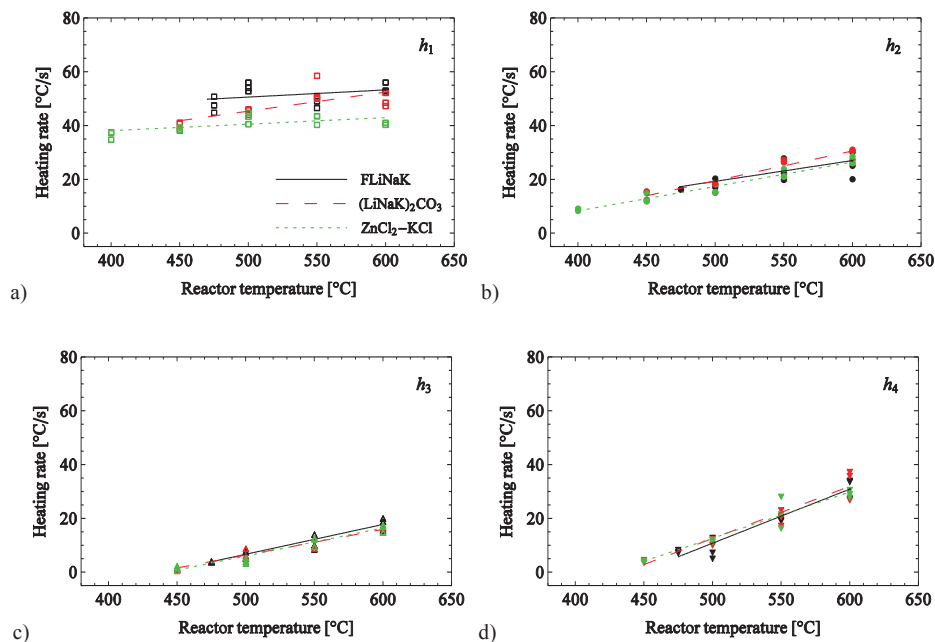 80
60
40
20
0
Heating rate [°C/s]
h1
FLiNaK
(LiNaK)2CO3
ZnCl2−KCl
400 450 500 550 600 650
Reactor temperature [°C]
a)
80
60
40
20
0
Heating rate [°C/s]
h2
400 450 500 550 600 650
Reactor temperature [°C]
b)
80
60
40
20
0
Heating rate [°C/s]
h3
400 450 500 550 600 650
Reactor temperature [°C]
c)
80
60
40
20
0
Heating rate [°C/s]
h4
400 450 500 550 600 650
Reactor temperature [°C]
d)